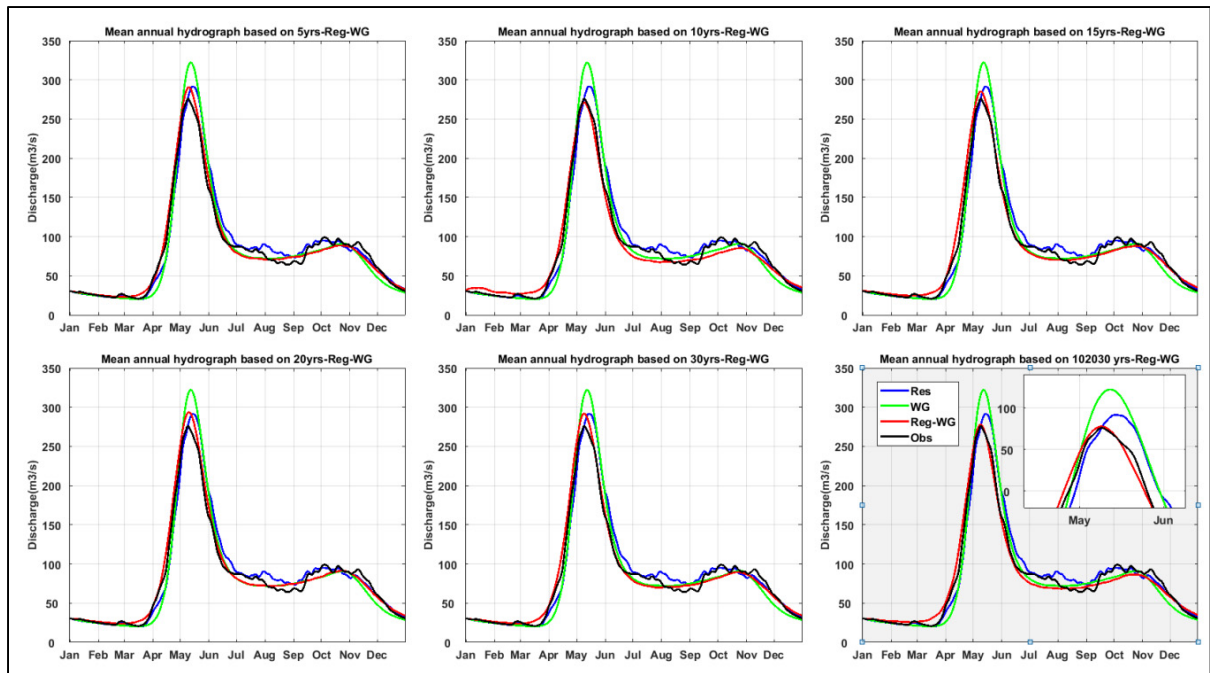 Mean annual hydrograph based on 5yrs-Reg-WG
350
300
250
200
150
100
50
0
Discharge(m3/s)
Jan Feb Mar Apr May Jun Jul Aug Sep Oct Nov Dec
Mean annual hydrograph based on 10yrs-Reg-WG
350
300
250
200
150
100
50
0
Discharge(m3/s)
Jan Feb Mar Apr May Jun Jul Aug Sep Oct Nov Dec
Mean annual hydrograph based on 15yrs-Reg-WG
350
300
250
200
150
100
50
0
Discharge(m3/s)
Jan Feb Mar Apr May Jun Jul Aug Sep Oct Nov Dec
Mean annual hydrograph based on 20yrs-Reg-WG
350
300
250
200
150
100
50
0
Discharge(m3/s)
Jan Feb Mar Apr May Jun Jul Aug Sep Oct Nov Dec
Mean annual hydrograph based on 30yrs-Reg-WG
350
300
250
200
150
100
50
0
Discharge(m3/s)
Jan Feb Mar Apr May Jun Jul Aug Sep Oct Nov Dec
Mean annual hydrograph based on 102030 yrs-Reg-WG
350
300
250
200
150
100
50
0
Discharge(m3/s)
Jan Feb Mar Apr May Jun Jul Aug Sep Oct Nov Dec
Res
WG
Reg-WG
Obs
100
50
0
May Jun